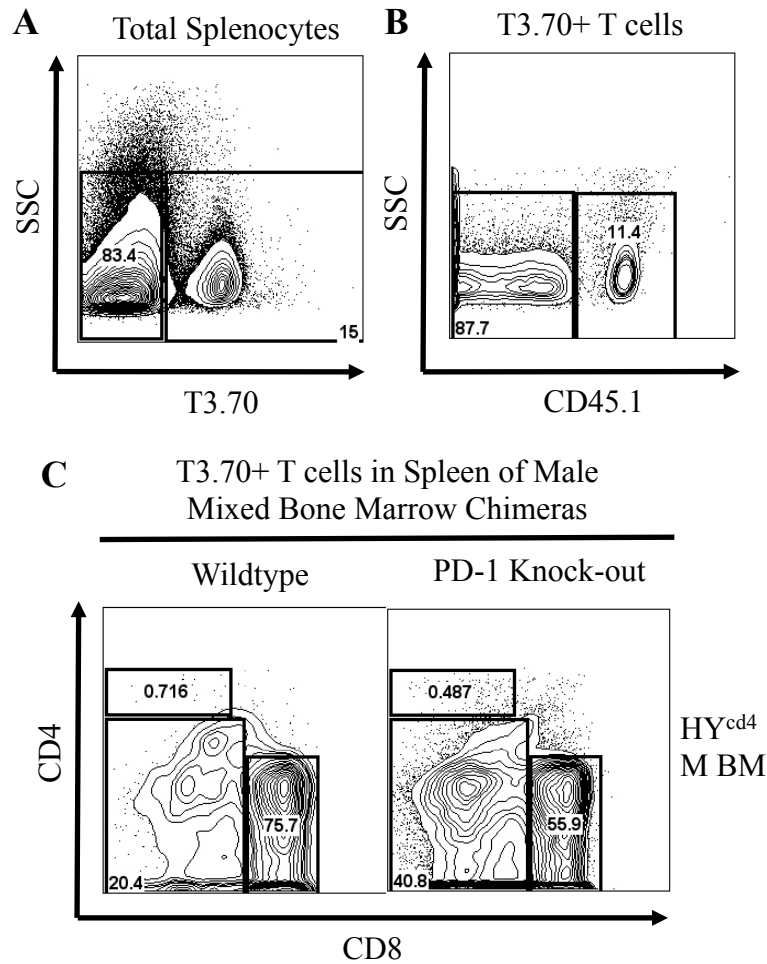 A
Total Splenocytes
SSC
83.4
15
T3.70
B
T3.70+ T cells
SSC
11.4
87.7
CD45.1
C
T3.70+ T cells in Spleen of Male
Mixed Bone Marrow Chimeras
Wildtype
PD-1 Knock-out
CD4
0.716
75.7
20.4
0.487
55.9
40.8
HYcd4
M BM
CD8